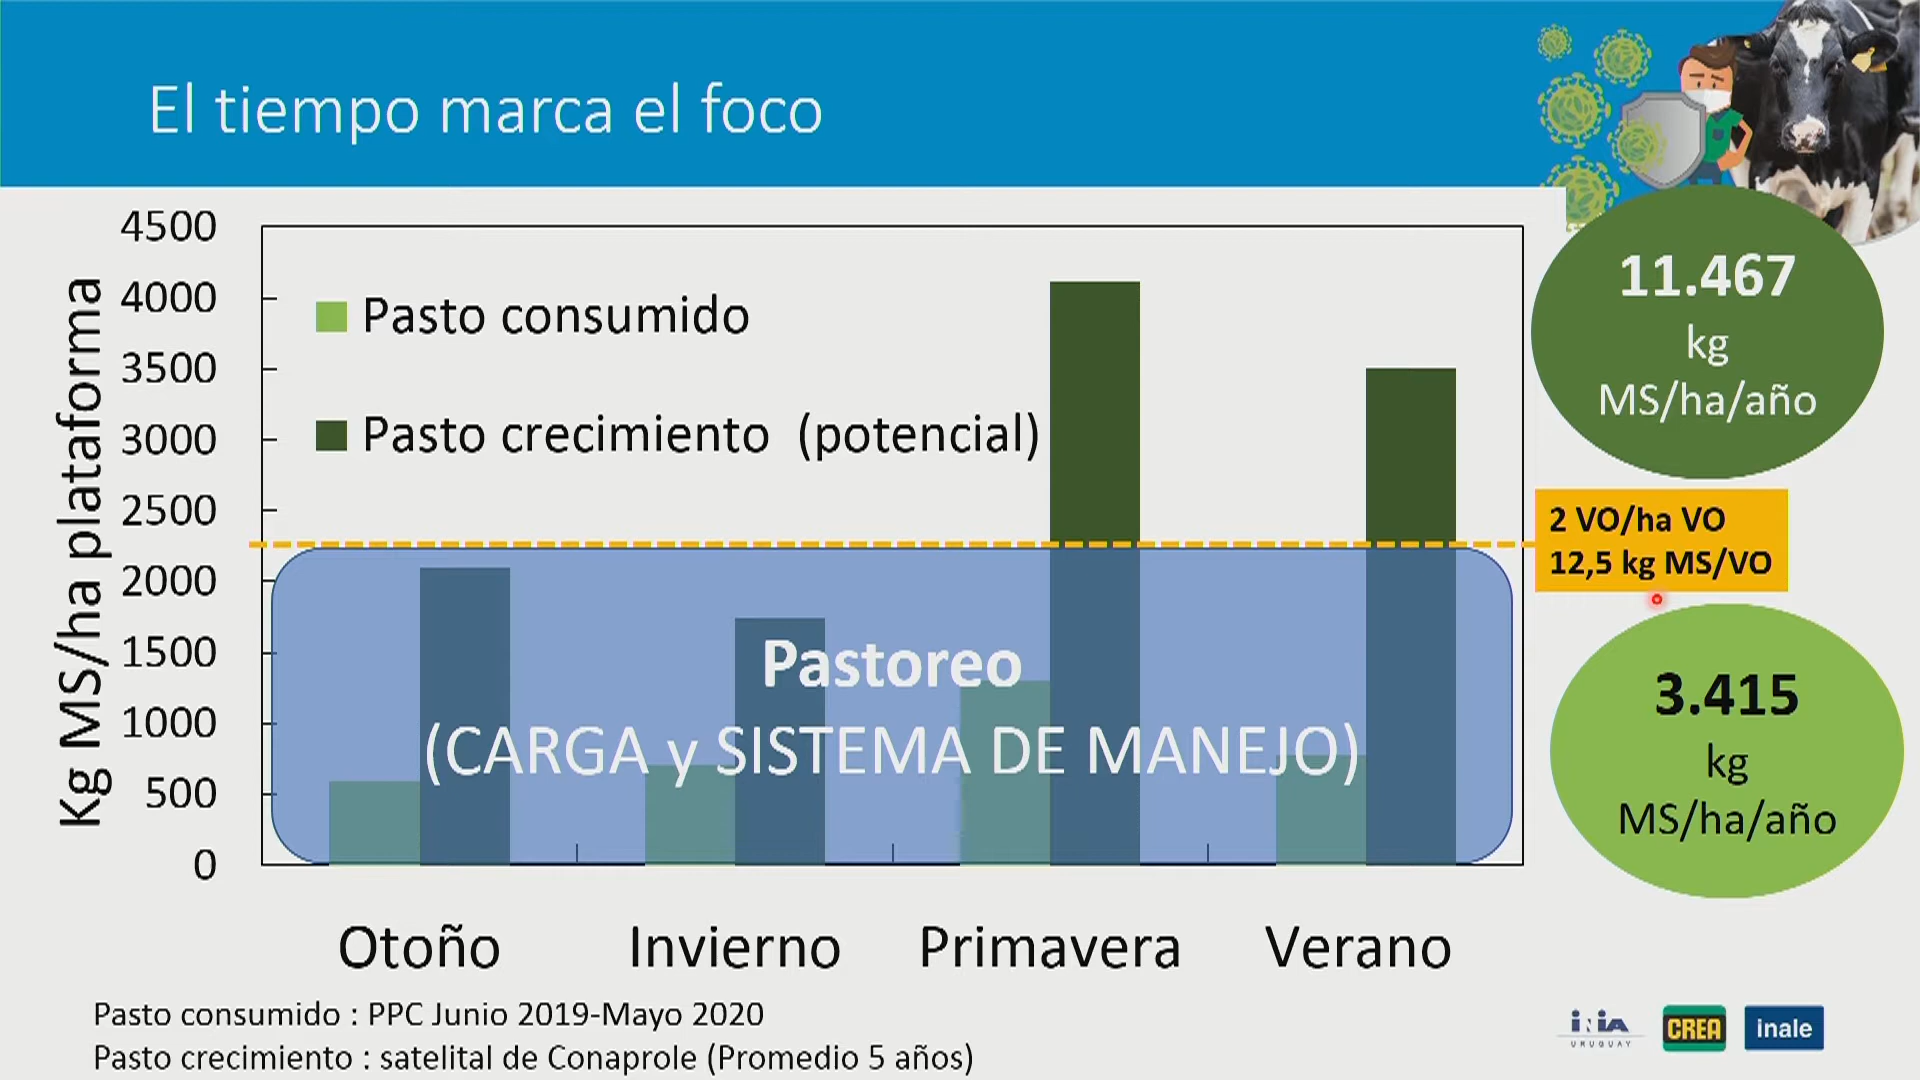 El tiempo marca el foco
4500
4000
3500
3000
2500
2000
1500
1000
500
0
Kg MS/ha plataforma
Pasto consumido
Pasto crecimiento (potencial)
Pastoreo
(CARGA y SISTEMA DE MANEJO)
Otoño
Invierno
Primavera
Verano
11.467
kg
MS/ha/año
2 VO/ha VO
12,5 kg MS/VO
3.415
kg
MS/ha/año
Pasto consumido : PPC Junio 2019-Mayo 2020
Pasto crecimiento : satelital de Conaprole (Promedio 5 años)
inia
URUGUAY
CREA
inale